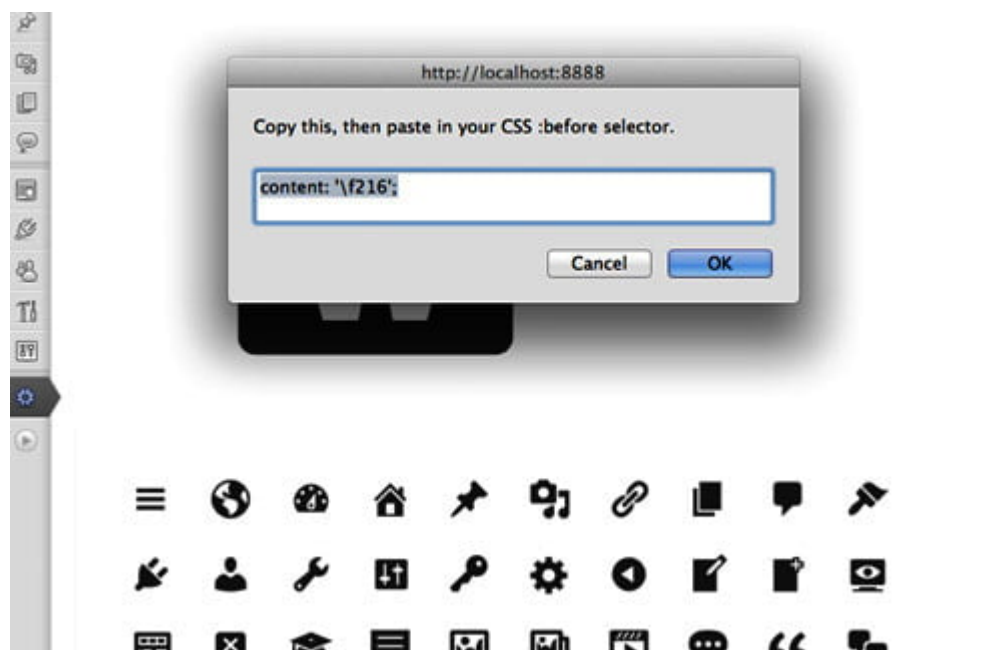 http://localhost:8888
Copy this, then paste in your CSS :before selector.
content: '\f216';
Cancel
OK